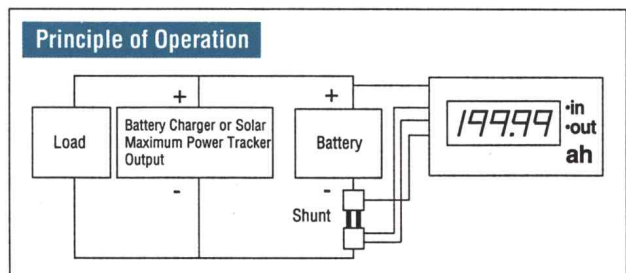 Principle of Operation
+
+
Load
Battery Charger or Solar
Maximum Power Tracker
Output
Battery
199.99
•in
•out
ah
-
-
Shunt